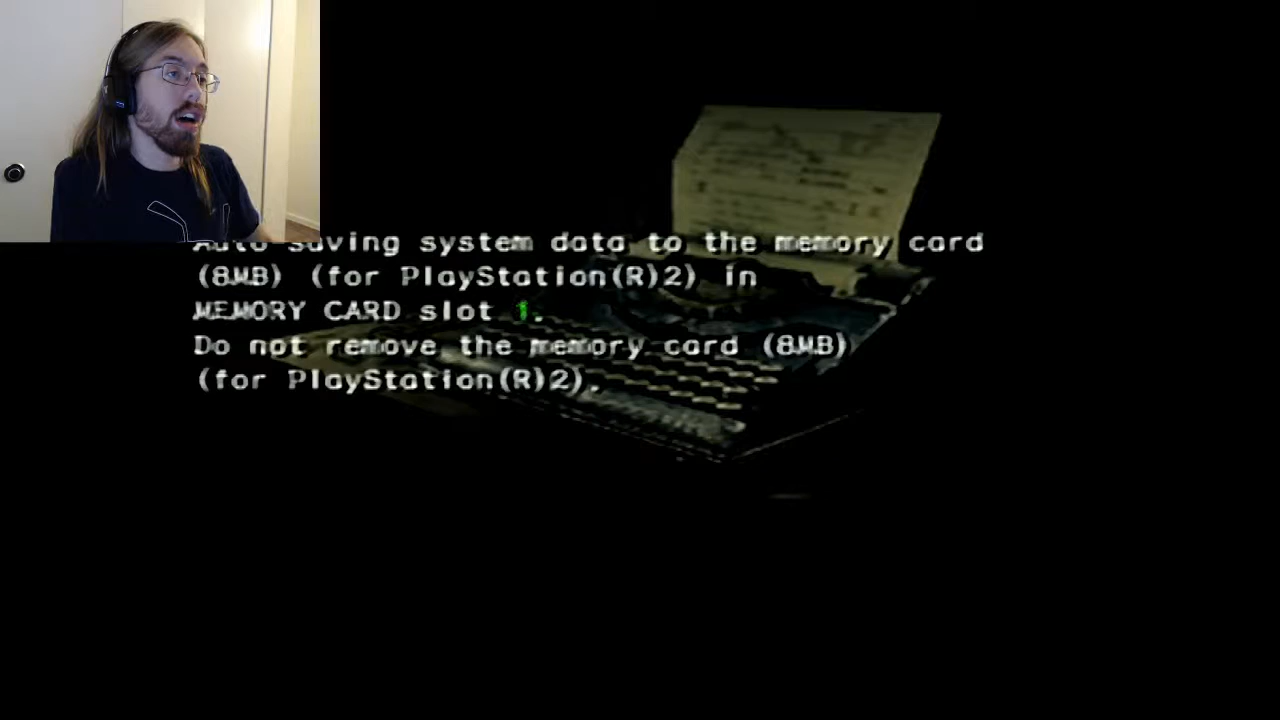 Auto saving system data to the memory card
(8MB) (for PlayStation(R)2) in
MEMORY CARD slot 1.
Do not remove the memory card (8MB)
(for PlayStation(R)2).